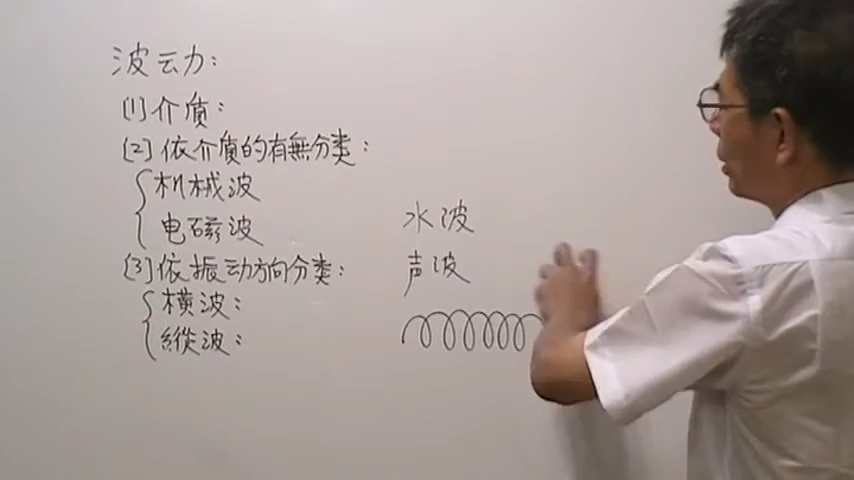 波动:
(1)介质:
(2)依介质的有無分类:
机械波
电磁波
(3)依振动方向分类:
橫波:
縱波:
水波
声波